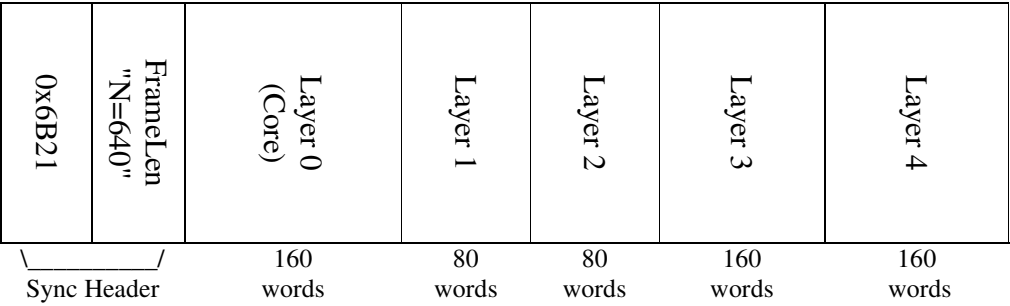 0x6B21
FrameLen
"N=640"
Layer 0
(Core)
Layer 1
Layer 2
Layer 3
Layer 4
\__________/
Sync Header
160
words
80
words
80
words
160
words
160
words